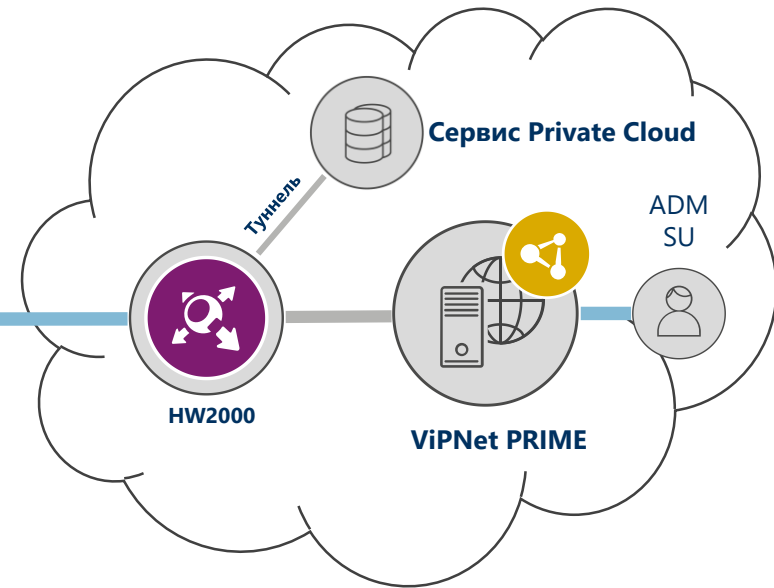 Сервис Private Cloud
Туннель
ADM
SU
HW2000
ViPNet PRIME